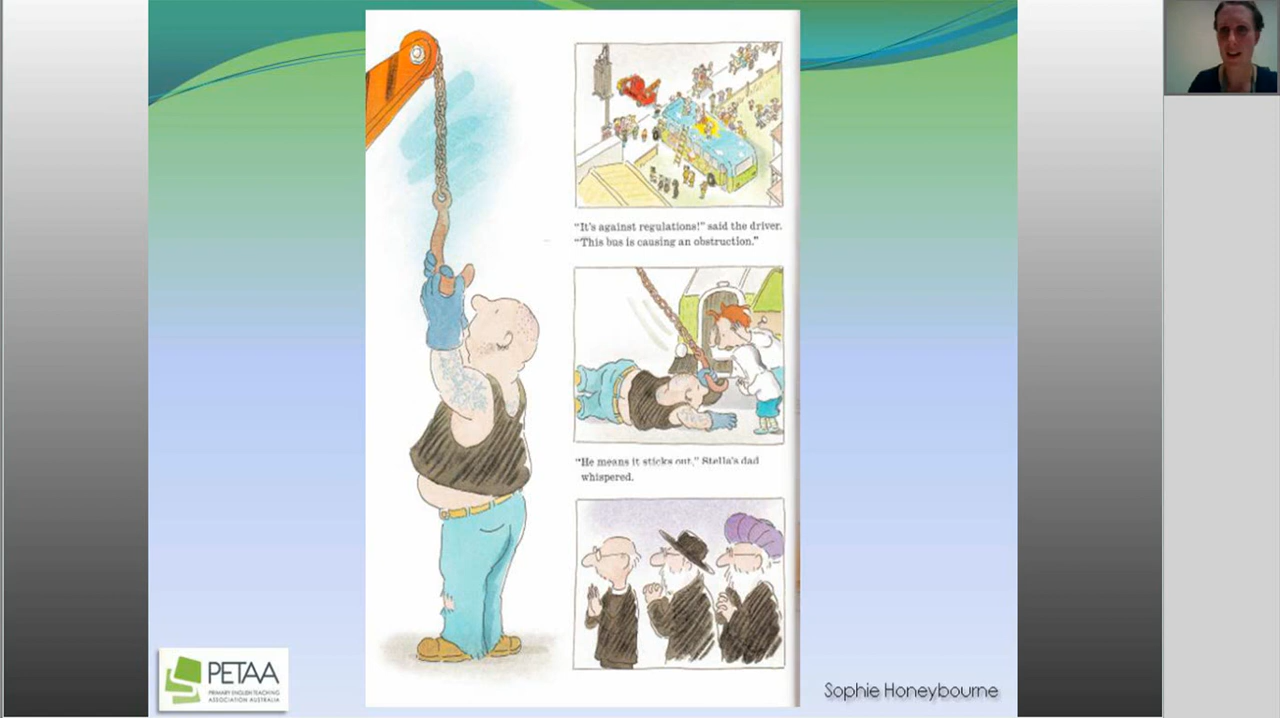 "It's against regulations!" said the driver.
"This bus is causing an obstruction."
"He means it sticks out," Stella's dad
whispered.
PETAA
PRIMARY ENGLISH TEACHING
ASSOCIATION AUSTRALIA
Sophie Honeybourne